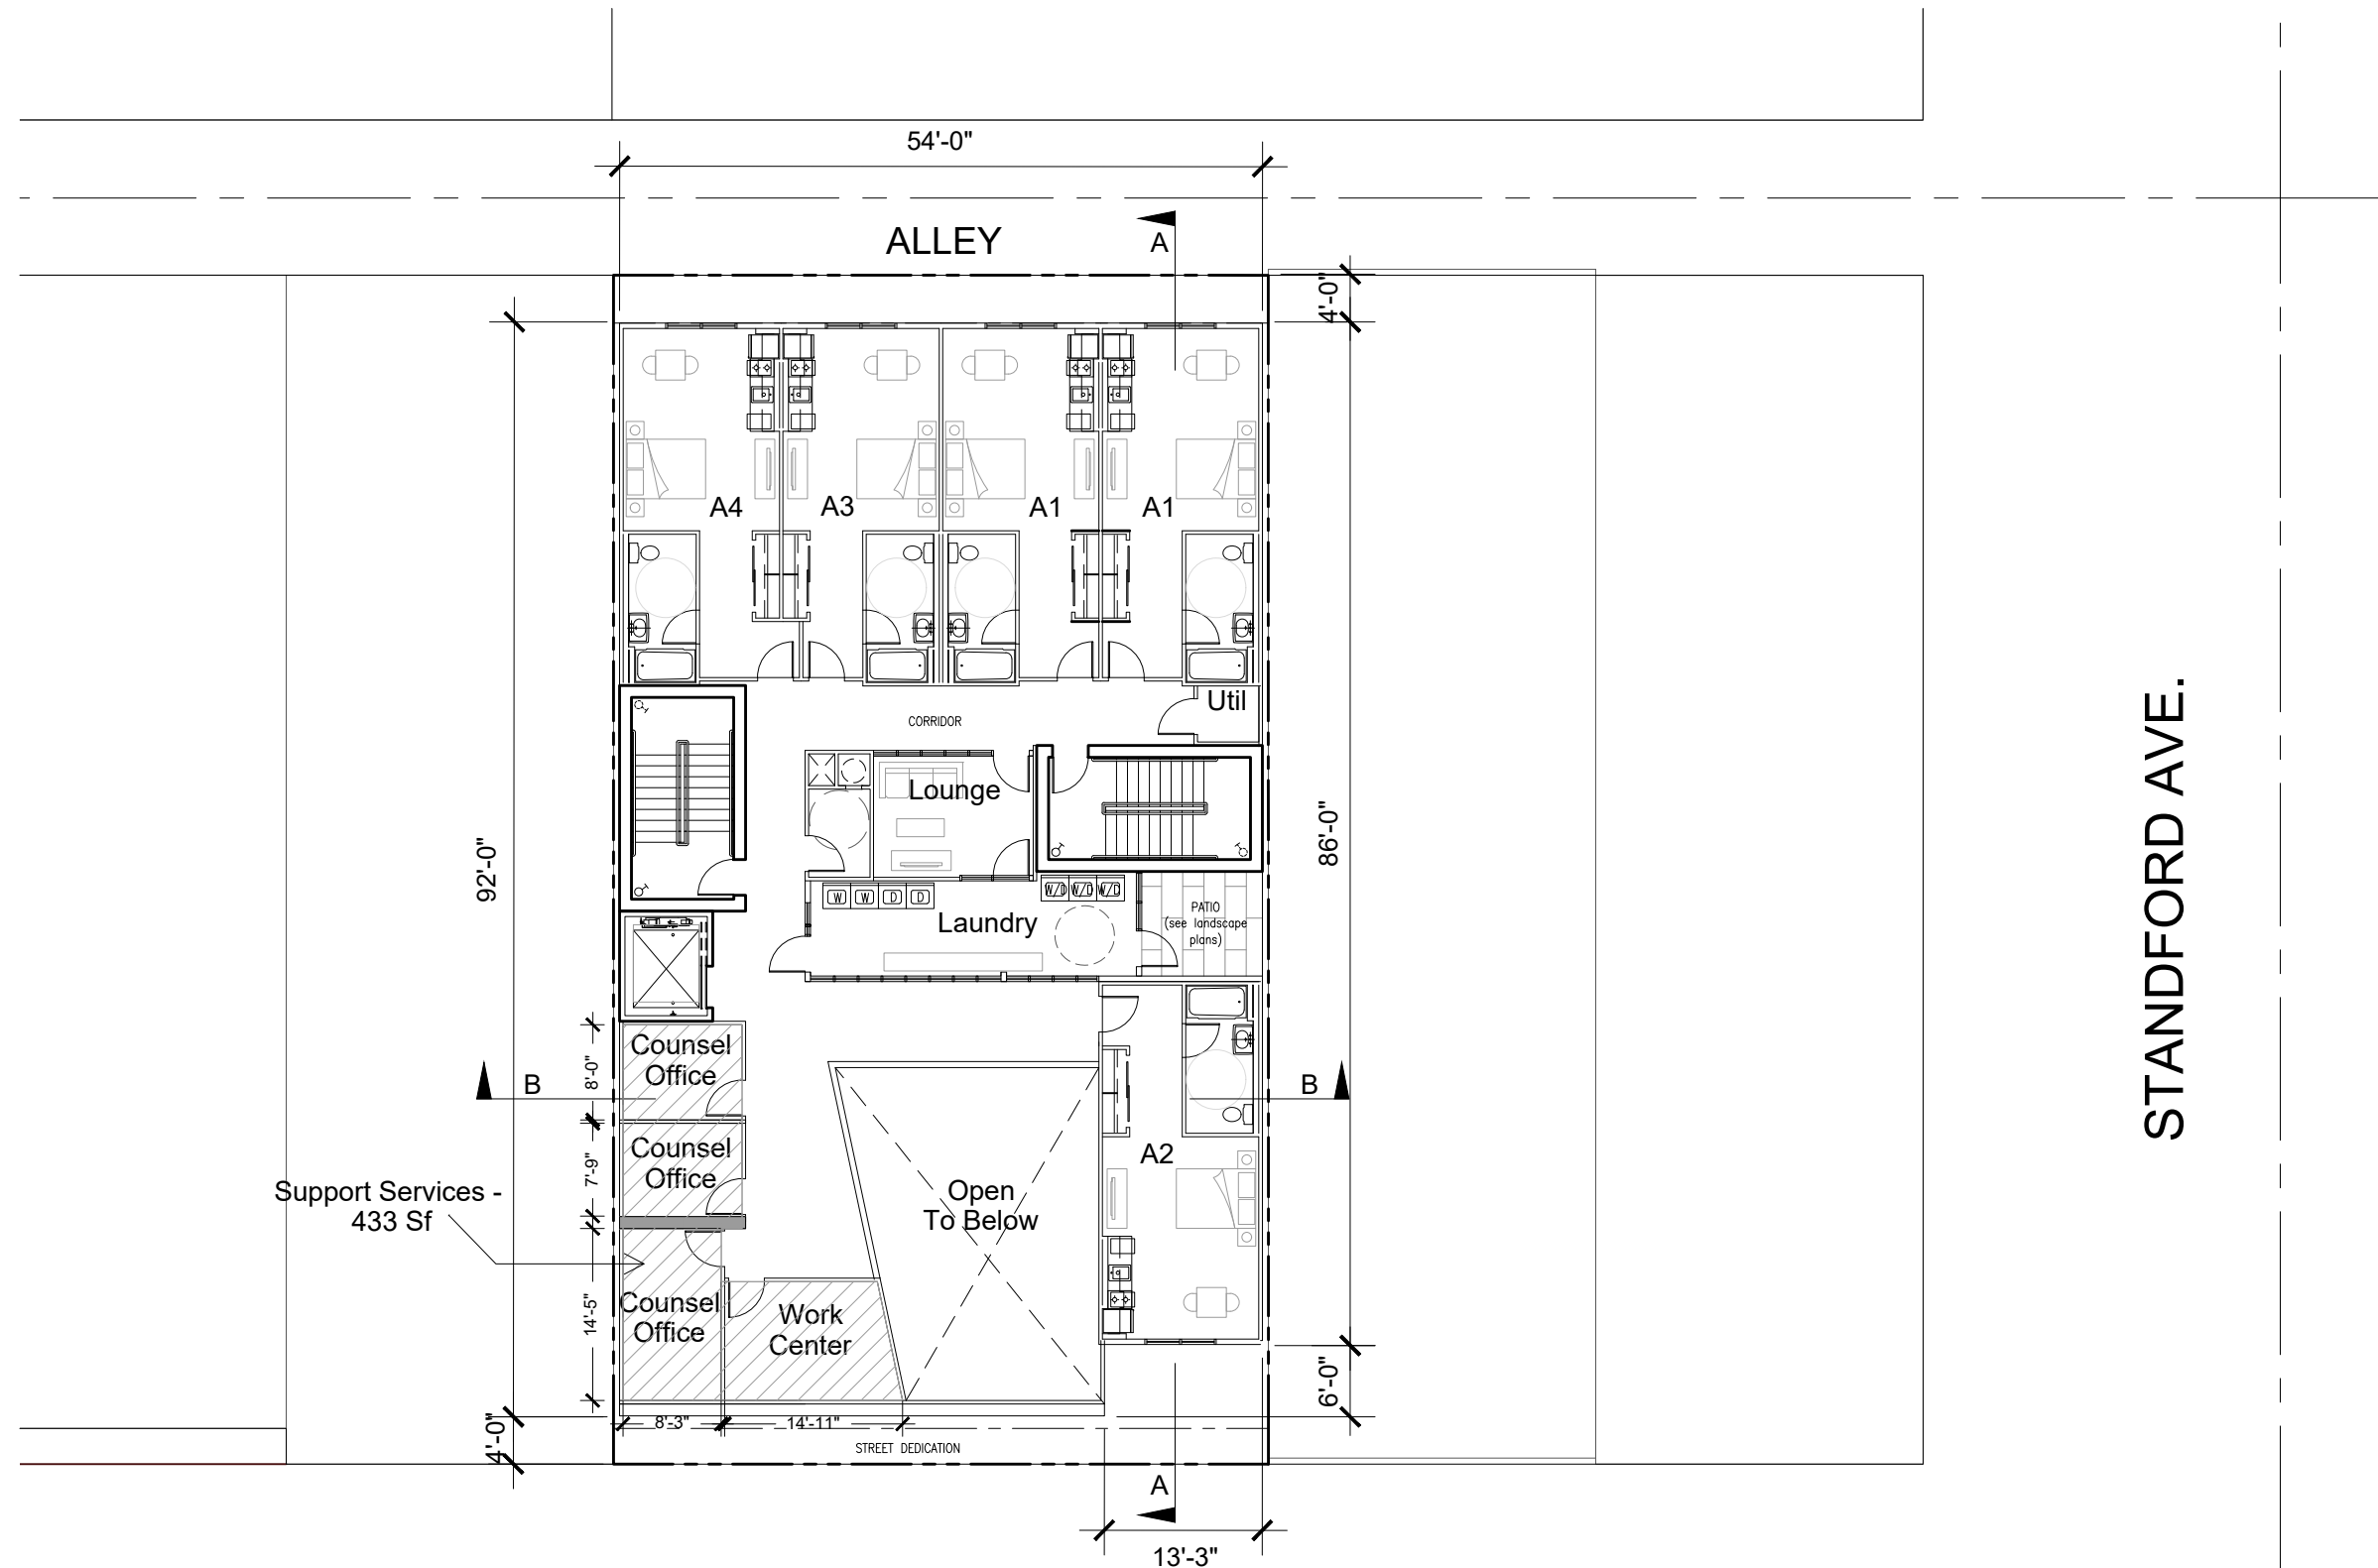 54'-0"
ALLEY
A
4'-0"
A4
A3
A1
A1
Util
CORRIDOR
STANDFORD AVE.
Lounge
92'-0"
86'-0"
W W D D
W/D W/D W/D
Laundry
PATIO
(see landscape
plans)
Counsel
Office
8'-0"
B
B
Counsel
Office
7'-9"
A2
Support Services -
433 Sf
Open
To Below
Counsel
Office
14'-5"
Work
Center
6'-0"
8'-3"
14'-11"
4'-0"
STREET DEDICATION
A
13'-3"